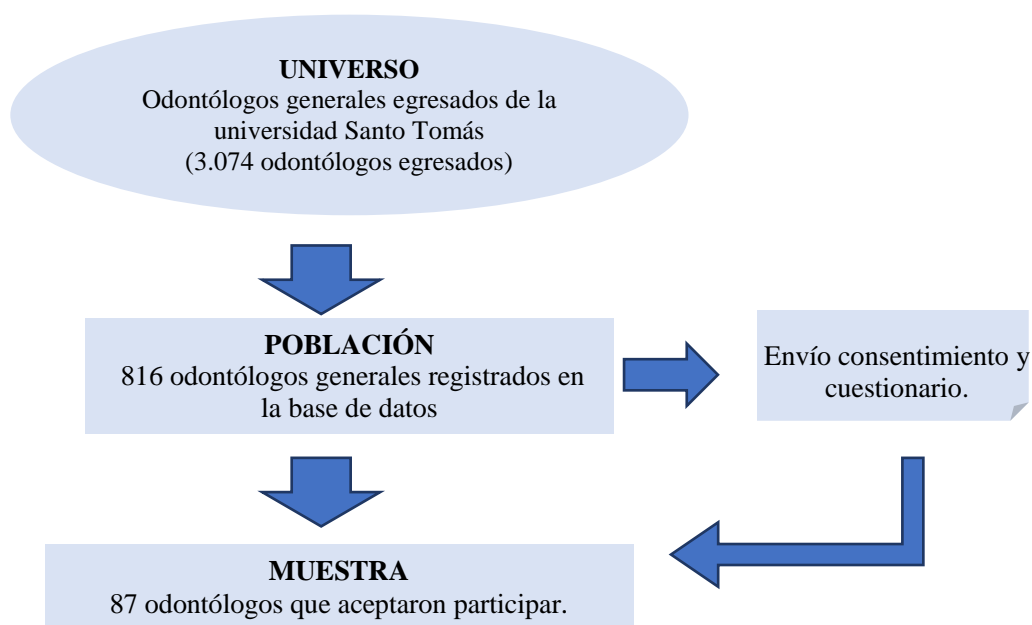 UNIVERSO
Odontólogos generales egresados de la
universidad Santo Tomás
(3.074 odontólogos egresados)
POBLACIÓN
816 odontólogos generales registrados en
la base de datos
Envío consentimiento y
cuestionario.
MUESTRA
87 odontólogos que aceptaron participar.